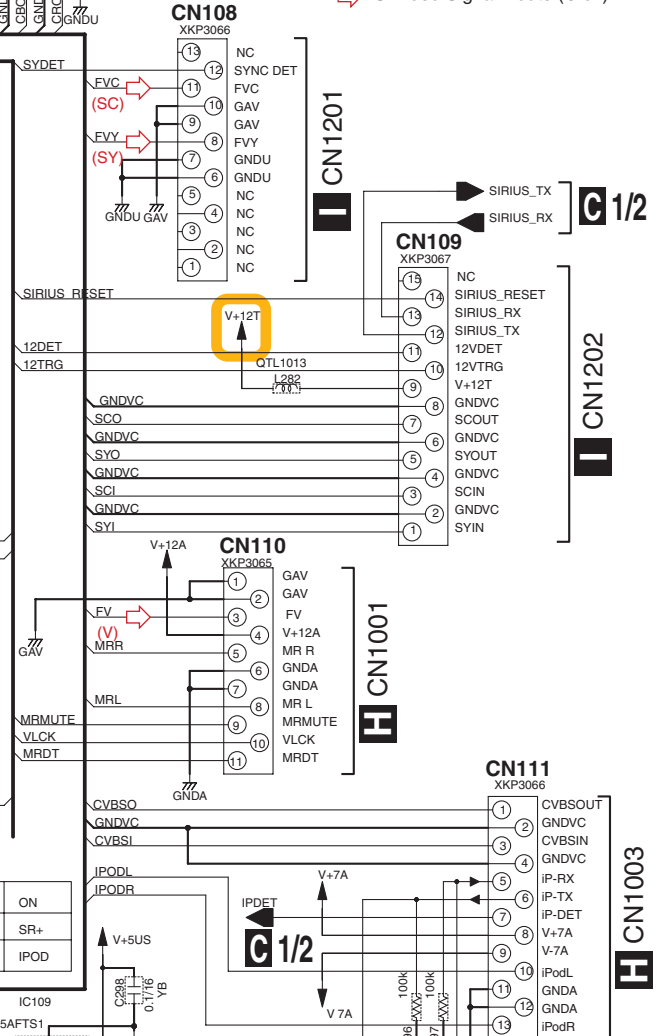 GNDU
CN108
XKP3066
SYDET
13 NC
12 SYNC DET
FVC
11 FVC
(SC)
10 GAV
9 GAV
FVY
8 FVY
(SY)
7 GNDU
6 GNDU
5 NC
4 NC
3 NC
2 NC
1 NC
GNDU GAV
I CN1201
SIRIUS_TX
SIRIUS_RX
C 1/2
CN109
XKP3067
15 NC
SIRIUS_RESET
14 SIRIUS_RESET
13 SIRIUS_RX
12 SIRIUS_TX
V+12T
12DET
11 12VDET
12TRG
10 12VTRG
QTL1013
L282
9 V+12T
GNDVC
8 GNDVC
SCO
7 SCOUT
GNDVC
6 GNDVC
SYO
5 SYOUT
GNDVC
4 GNDVC
SCI
3 SCIN
GNDVC
2 GNDVC
SYI
1 SYIN
I CN1202
V+12A
CN110
XKP3065
1 GAV
2 GAV
FV
3 FV
(V)
4 V+12A
GAV
MRR
5 MR R
6 GNDA
7 GNDA
MRL
8 MR L
MRMUTE
9 MRMUTE
VLCK
10 VLCK
MRDT
11 MRDT
GNDA
H CN1001
CN111
XKP3066
CVBSO
1 CVBSOUT
GNDVC
2 GNDVC
CVBSI
3 CVBSIN
4 GNDVC
IPODL
V+7A
5 iP-RX
IPODR
6 iP-TX
IPDET
7 iP-DET
C 1/2
8 V+7A
9 V-7A
10 iPodL
11 GNDA
12 GNDA
13 iPodR
H CN1003
ON
SR+
IPOD
V+5US
C298
0.1/16
YB
V 7A
100k
100k
IC109
5AFTS1